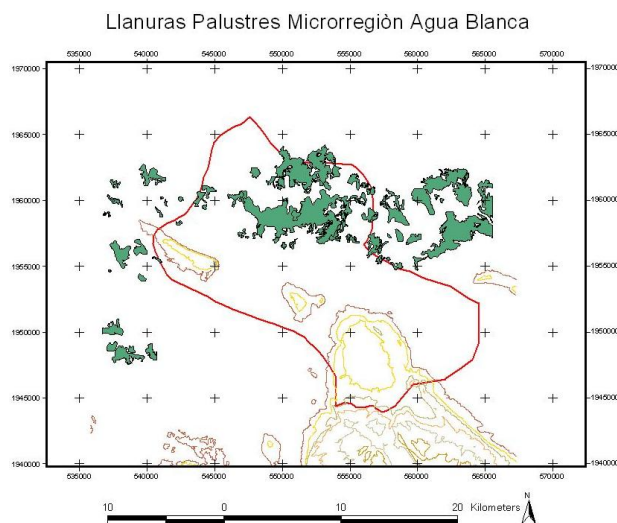 Llanuras Palustres Microrregiòn Agua Blanca
535000 540000 545000 550000 555000 560000 565000 570000
1970000 1970000
1965000 1965000
1960000 1960000
1955000 1955000
1950000 1950000
1945000 1945000
1940000 1940000
535000 540000 545000 550000 555000 560000 565000 570000
10 0 10 20 Kilometers N